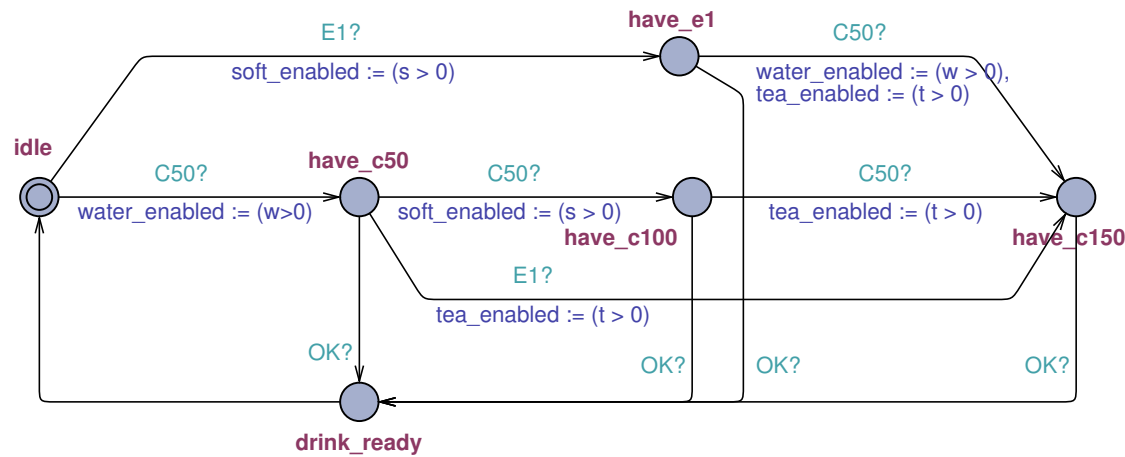 have_e1
E1?
C50?
soft_enabled := (s > 0)
water_enabled := (w > 0),
tea_enabled := (t > 0)
idle
have_c50
C50?
C50?
C50?
water_enabled := (w>0)
soft_enabled := (s > 0)
tea_enabled := (t > 0)
have_c100
have_c150
E1?
tea_enabled := (t > 0)
OK?
OK?
OK?
OK?
drink_ready